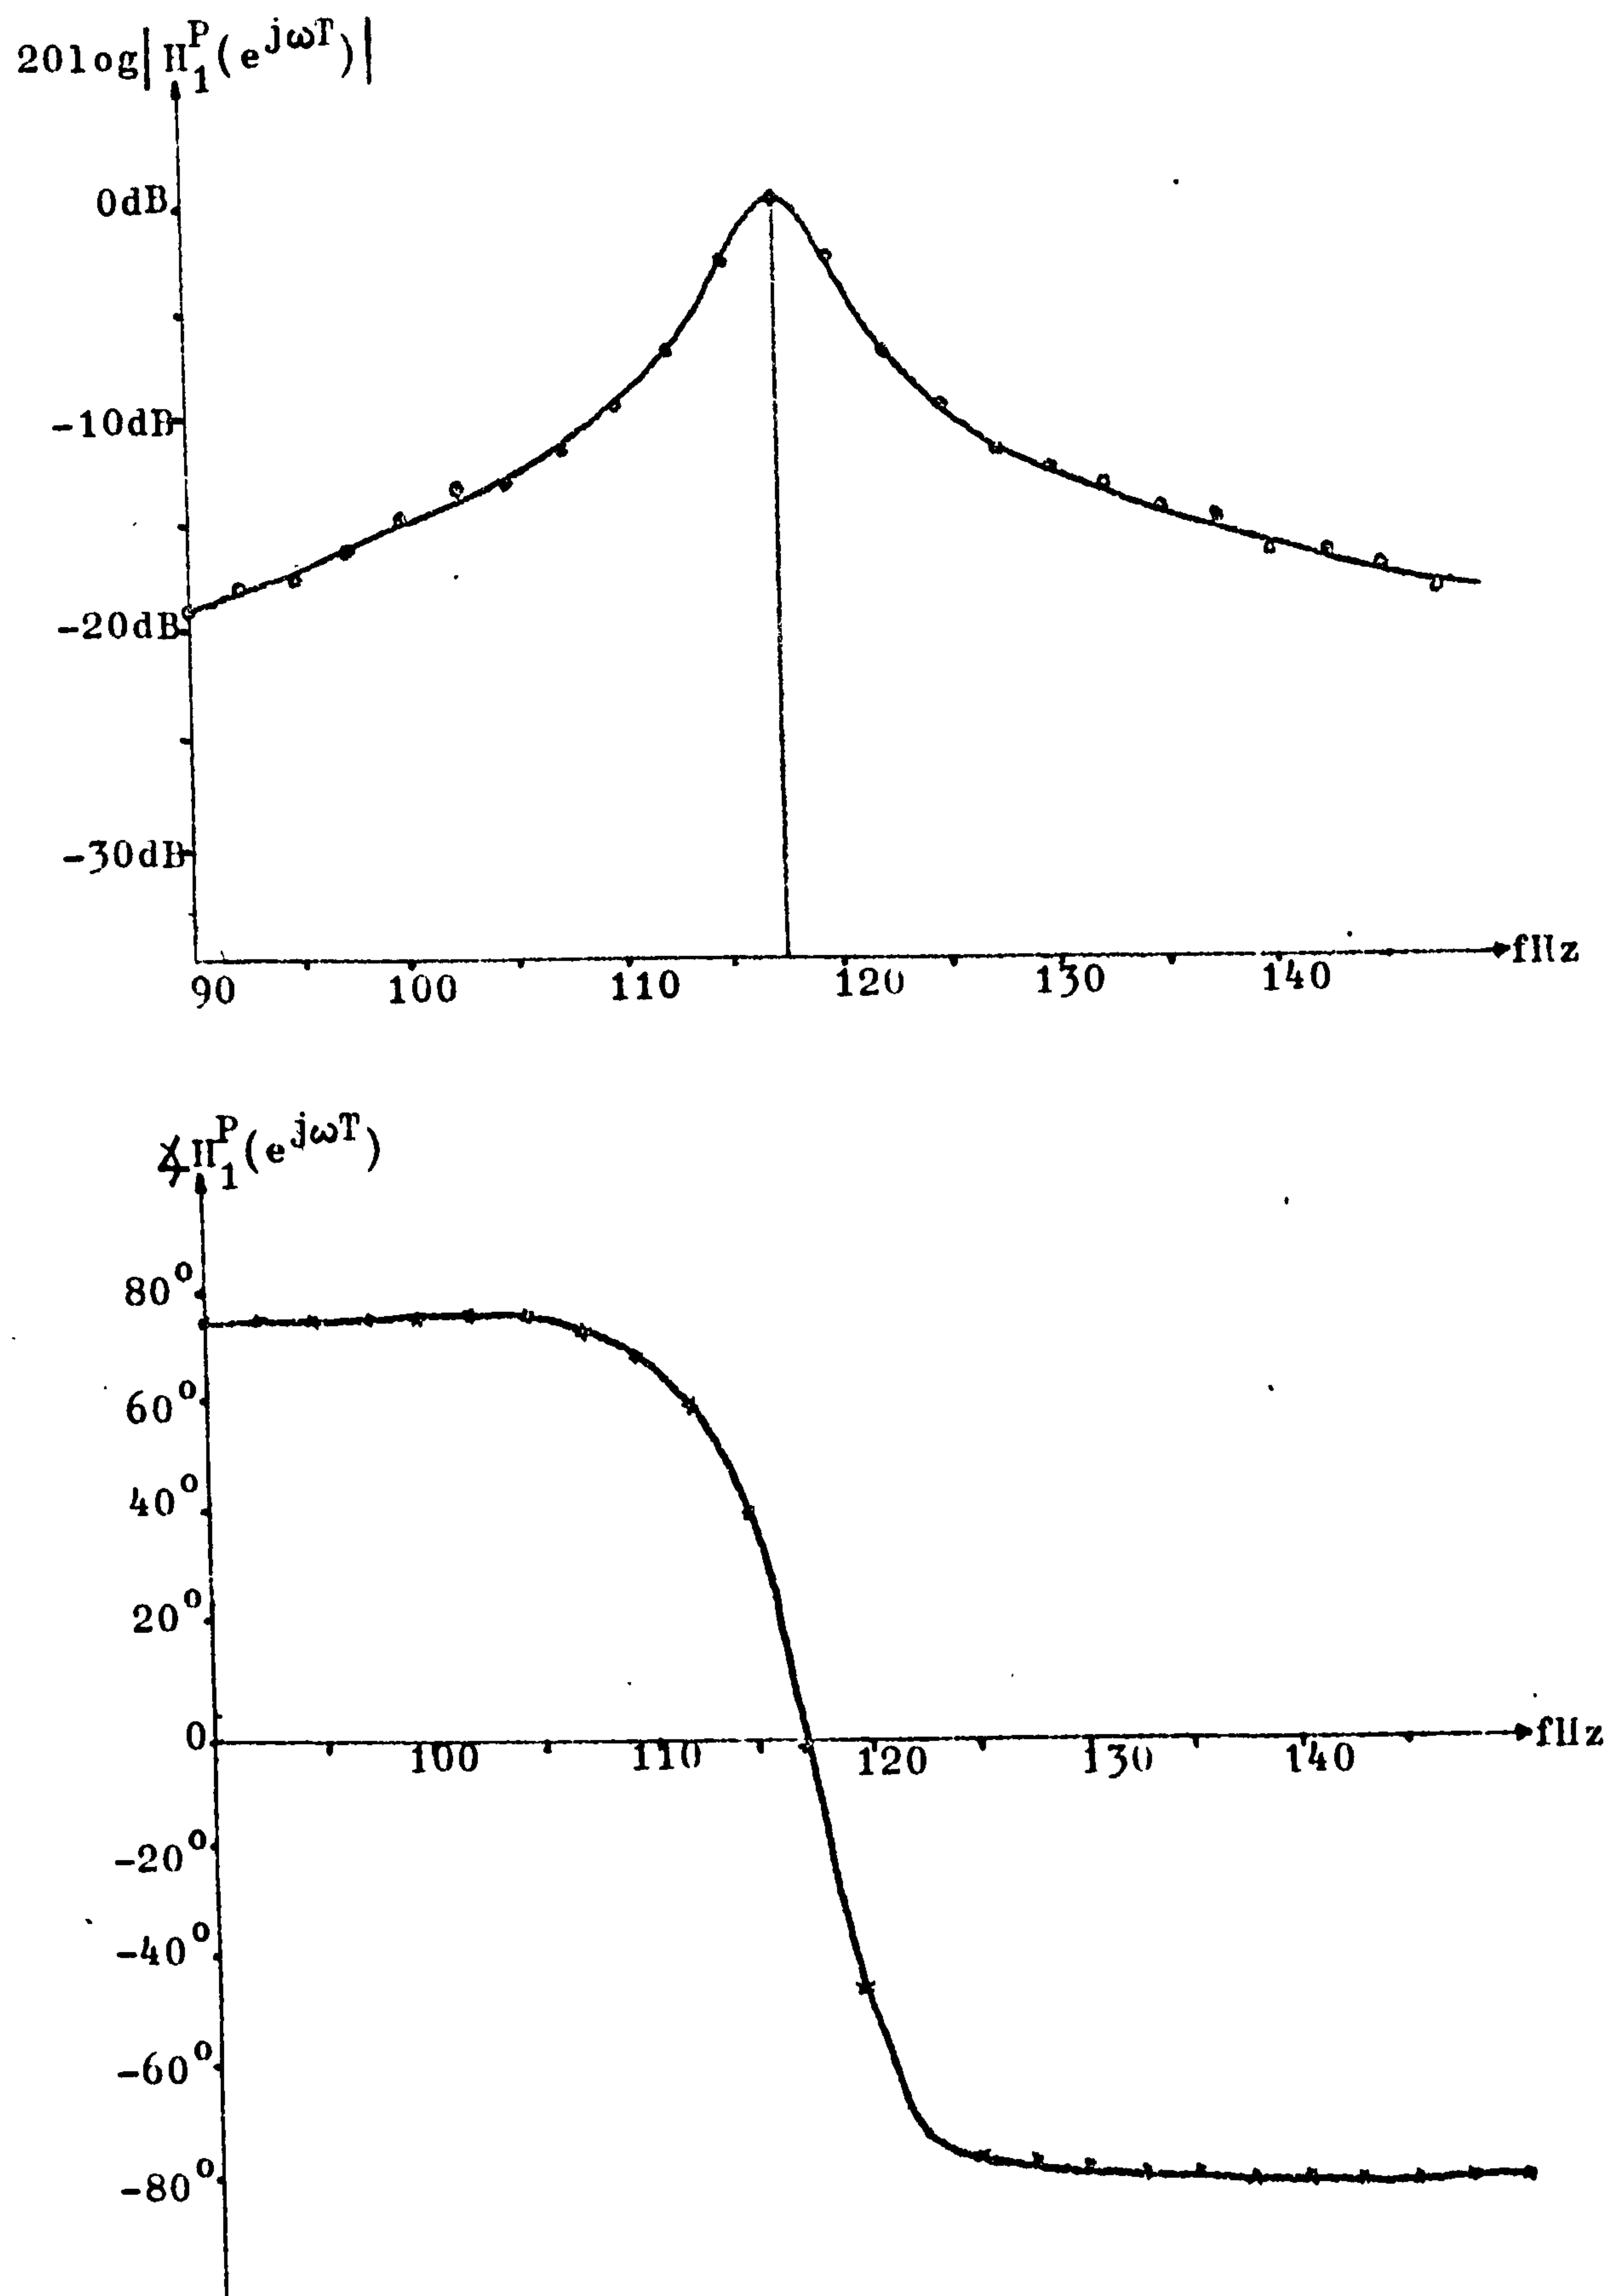 20log|H₁ᴾ(e^jωT)|
0dB
-10dB
-20dB
-30dB
90 100 110 120 130 140 fHz
∡H₁ᴾ(e^jωT)
80°
60°
40°
20°
0
100 110 120 130 140 fHz
-20°
-40°
-60°
-80°